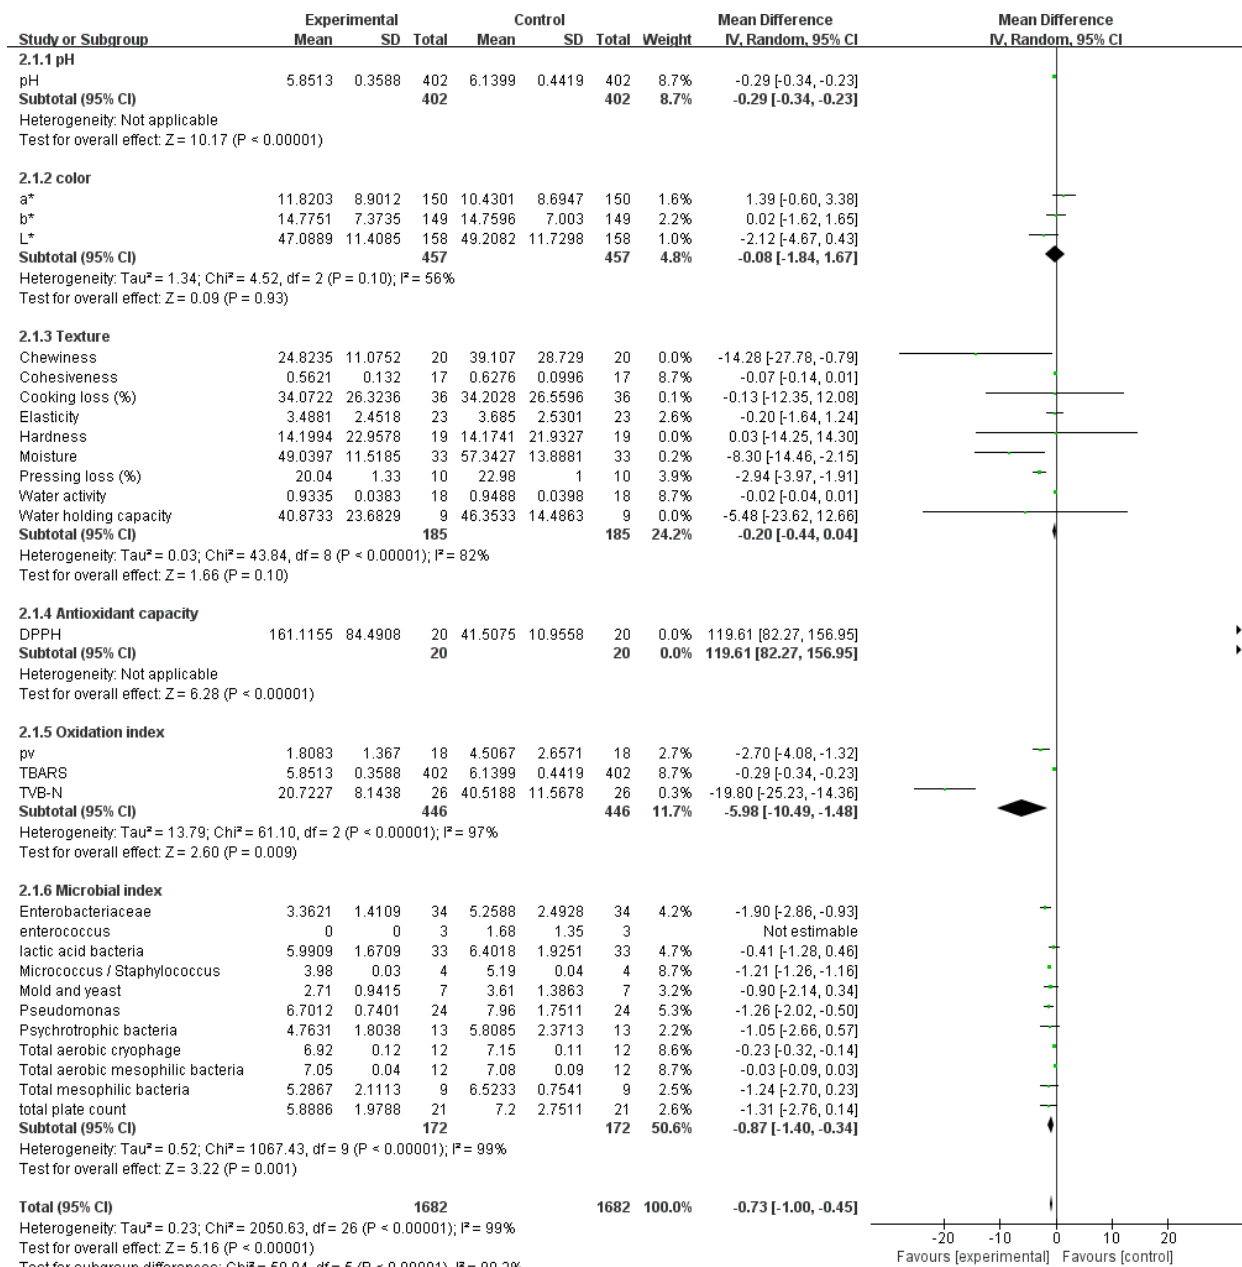 Experimental Control Mean Difference Mean Difference
Study or Subgroup Mean SD Total Mean SD Total Weight IV, Random, 95% CI IV, Random, 95% CI
2.1.1 pH
pH 5.8513 0.3588 402 6.1399 0.4419 402 8.7% -0.29 [-0.34, -0.23]
Subtotal (95% CI) 402 402 8.7% -0.29 [-0.34, -0.23]
Heterogeneity: Not applicable
Test for overall effect: Z = 10.17 (P < 0.00001)
2.1.2 color
a* 11.8203 8.9012 150 10.4301 8.6947 150 1.6% 1.39 [-0.60, 3.38]
b* 14.7751 7.3735 149 14.7596 7.003 149 2.2% 0.02 [-1.62, 1.65]
L* 47.0889 11.4085 158 49.2082 11.7298 158 1.0% -2.12 [-4.67, 0.43]
Subtotal (95% CI) 457 457 4.8% -0.08 [-1.84, 1.67]
Heterogeneity: Tau² = 1.34; Chi² = 4.52, df = 2 (P = 0.10); I² = 56%
Test for overall effect: Z = 0.09 (P = 0.93)
2.1.3 Texture
Chewiness 24.8235 11.0752 20 39.107 28.729 20 0.0% -14.28 [-27.78, -0.79]
Cohesiveness 0.5621 0.132 17 0.6276 0.0996 17 8.7% -0.07 [-0.14, 0.01]
Cooking loss (%) 34.0722 26.3236 36 34.2028 26.5596 36 0.1% -0.13 [-12.35, 12.08]
Elasticity 3.4881 2.4518 23 3.685 2.5301 23 2.6% -0.20 [-1.64, 1.24]
Hardness 14.1994 22.9578 19 14.1741 21.9327 19 0.0% 0.03 [-14.25, 14.30]
Moisture 49.0397 11.5185 33 57.3427 13.8881 33 0.2% -8.30 [-14.46, -2.15]
Pressing loss (%) 20.04 1.33 10 22.98 1 10 3.9% -2.94 [-3.97, -1.91]
Water activity 0.9335 0.0383 18 0.9488 0.0398 18 8.7% -0.02 [-0.04, 0.01]
Water holding capacity 40.8733 23.6829 9 46.3533 14.4863 9 0.0% -5.48 [-23.62, 12.66]
Subtotal (95% CI) 185 185 24.2% -0.20 [-0.44, 0.04]
Heterogeneity: Tau² = 0.03; Chi² = 43.84, df = 8 (P < 0.00001); I² = 82%
Test for overall effect: Z = 1.66 (P = 0.10)
2.1.4 Antioxidant capacity
DPPH 161.1155 84.4908 20 41.5075 10.9558 20 0.0% 119.61 [82.27, 156.95]
Subtotal (95% CI) 20 20 0.0% 119.61 [82.27, 156.95]
Heterogeneity: Not applicable
Test for overall effect: Z = 6.28 (P < 0.00001)
2.1.5 Oxidation index
pv 1.8083 1.367 18 4.5067 2.6571 18 2.7% -2.70 [-4.08, -1.32]
TBARS 5.8513 0.3588 402 6.1399 0.4419 402 8.7% -0.29 [-0.34, -0.23]
TVB-N 20.7227 8.1438 26 40.5188 11.5678 26 0.3% -19.80 [-25.23, -14.36]
Subtotal (95% CI) 446 446 11.7% -5.98 [-10.49, -1.48]
Heterogeneity: Tau² = 13.79; Chi² = 61.10, df = 2 (P < 0.00001); I² = 97%
Test for overall effect: Z = 2.60 (P = 0.009)
2.1.6 Microbial index
Enterobacteriaceae 3.3621 1.4109 34 5.2588 2.4928 34 4.2% -1.90 [-2.86, -0.93]
enterococcus 0 0 3 1.68 1.35 3 Not estimable
lactic acid bacteria 5.9909 1.6709 33 6.4018 1.9251 33 4.7% -0.41 [-1.28, 0.46]
Micrococcus / Staphylococcus 3.98 0.03 4 5.19 0.04 4 8.7% -1.21 [-1.26, -1.16]
Mold and yeast 2.71 0.9415 7 3.61 1.3863 7 3.2% -0.90 [-2.14, 0.34]
Pseudomonas 6.7012 0.7401 24 7.96 1.7511 24 5.3% -1.26 [-2.02, -0.50]
Psychrotrophic bacteria 4.7631 1.8038 13 5.8085 2.3713 13 2.2% -1.05 [-2.66, 0.57]
Total aerobic cryophage 6.92 0.12 12 7.15 0.11 12 8.6% -0.23 [-0.32, -0.14]
Total aerobic mesophilic bacteria 7.05 0.04 12 7.08 0.09 12 8.7% -0.03 [-0.09, 0.03]
Total mesophilic bacteria 5.2867 2.1113 9 6.5233 0.7541 9 2.5% -1.24 [-2.70, 0.23]
total plate count 5.8886 1.9788 21 7.2 2.7511 21 2.6% -1.31 [-2.76, 0.14]
Subtotal (95% CI) 172 172 50.6% -0.87 [-1.40, -0.34]
Heterogeneity: Tau² = 0.52; Chi² = 1067.43, df = 9 (P < 0.00001); I² = 99%
Test for overall effect: Z = 3.22 (P = 0.001)
Total (95% CI) 1682 1682 100.0% -0.73 [-1.00, -0.45]
Heterogeneity: Tau² = 0.23; Chi² = 2050.63, df = 26 (P < 0.00001); I² = 99%
Test for overall effect: Z = 5.16 (P < 0.00001)
-20 -10 0 10 20
Favours [experimental] Favours [control]
Test for subgroup differences: Chi² =